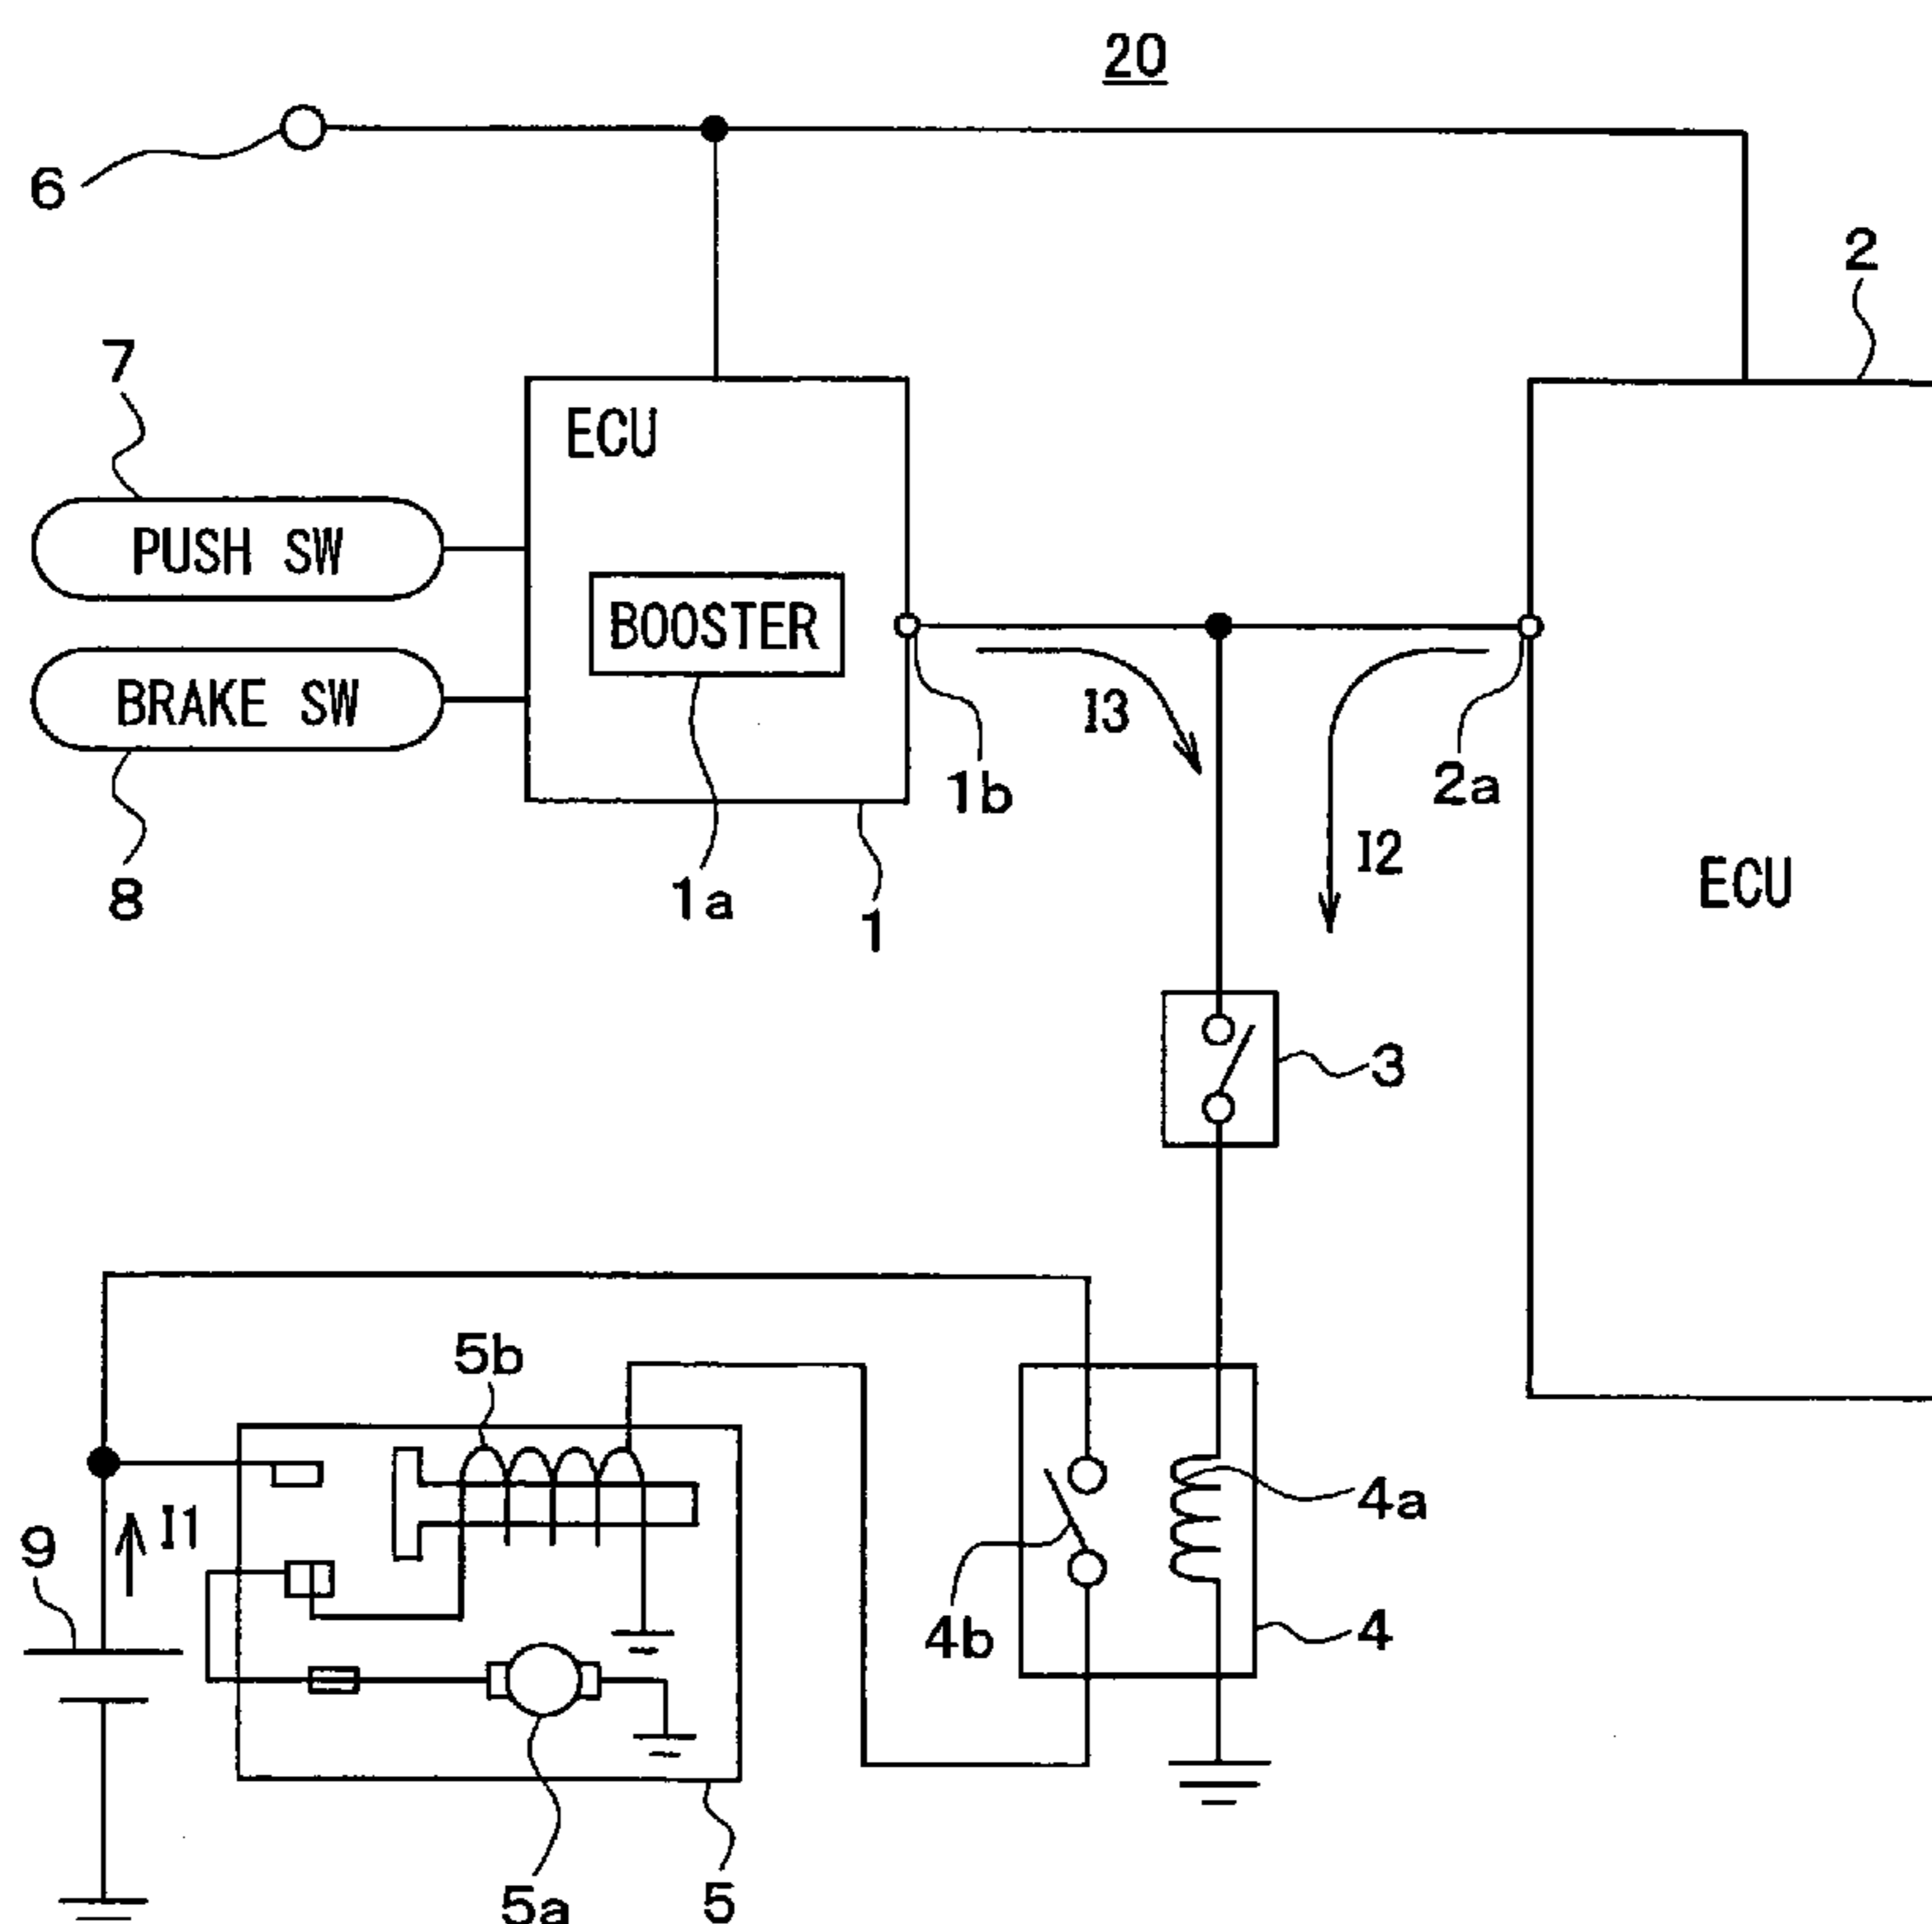 20
6
2
7
ECU
PUSH SW
BOOSTER
BRAKE SW
I3
1b
2a
I2
ECU
8
1a
1
3
5b
4a
9
I1
4b
4
5a
5